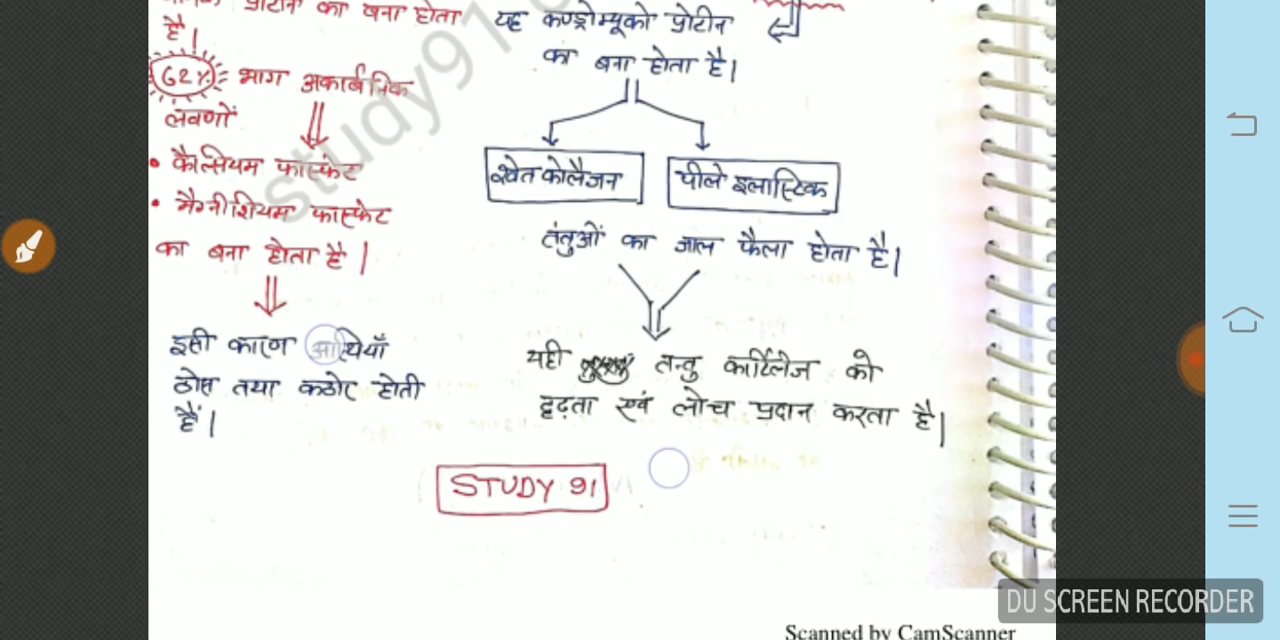 प्रोटीन का बना होता
है।
62% भाग अकार्बनिक
लवणों
• कैल्सियम फास्फेट
• मैग्नीशियम फास्फेट
का बना होता है।
इसी कारण अस्थियाँ
ठोस तथा कठोर होती
हैं।
यह कण्ड्रोम्यूको प्रोटीन
का बना होता है।
श्वेत कोलैजन
पीले इलास्टिक
तंतुओं का जाल फैला होता है।
यही तन्तु कार्टिलेज को
दृढ़ता एवं लोच प्रदान करता है।
STUDY 91
study91
DU SCREEN RECORDER
Scanned by CamScanner